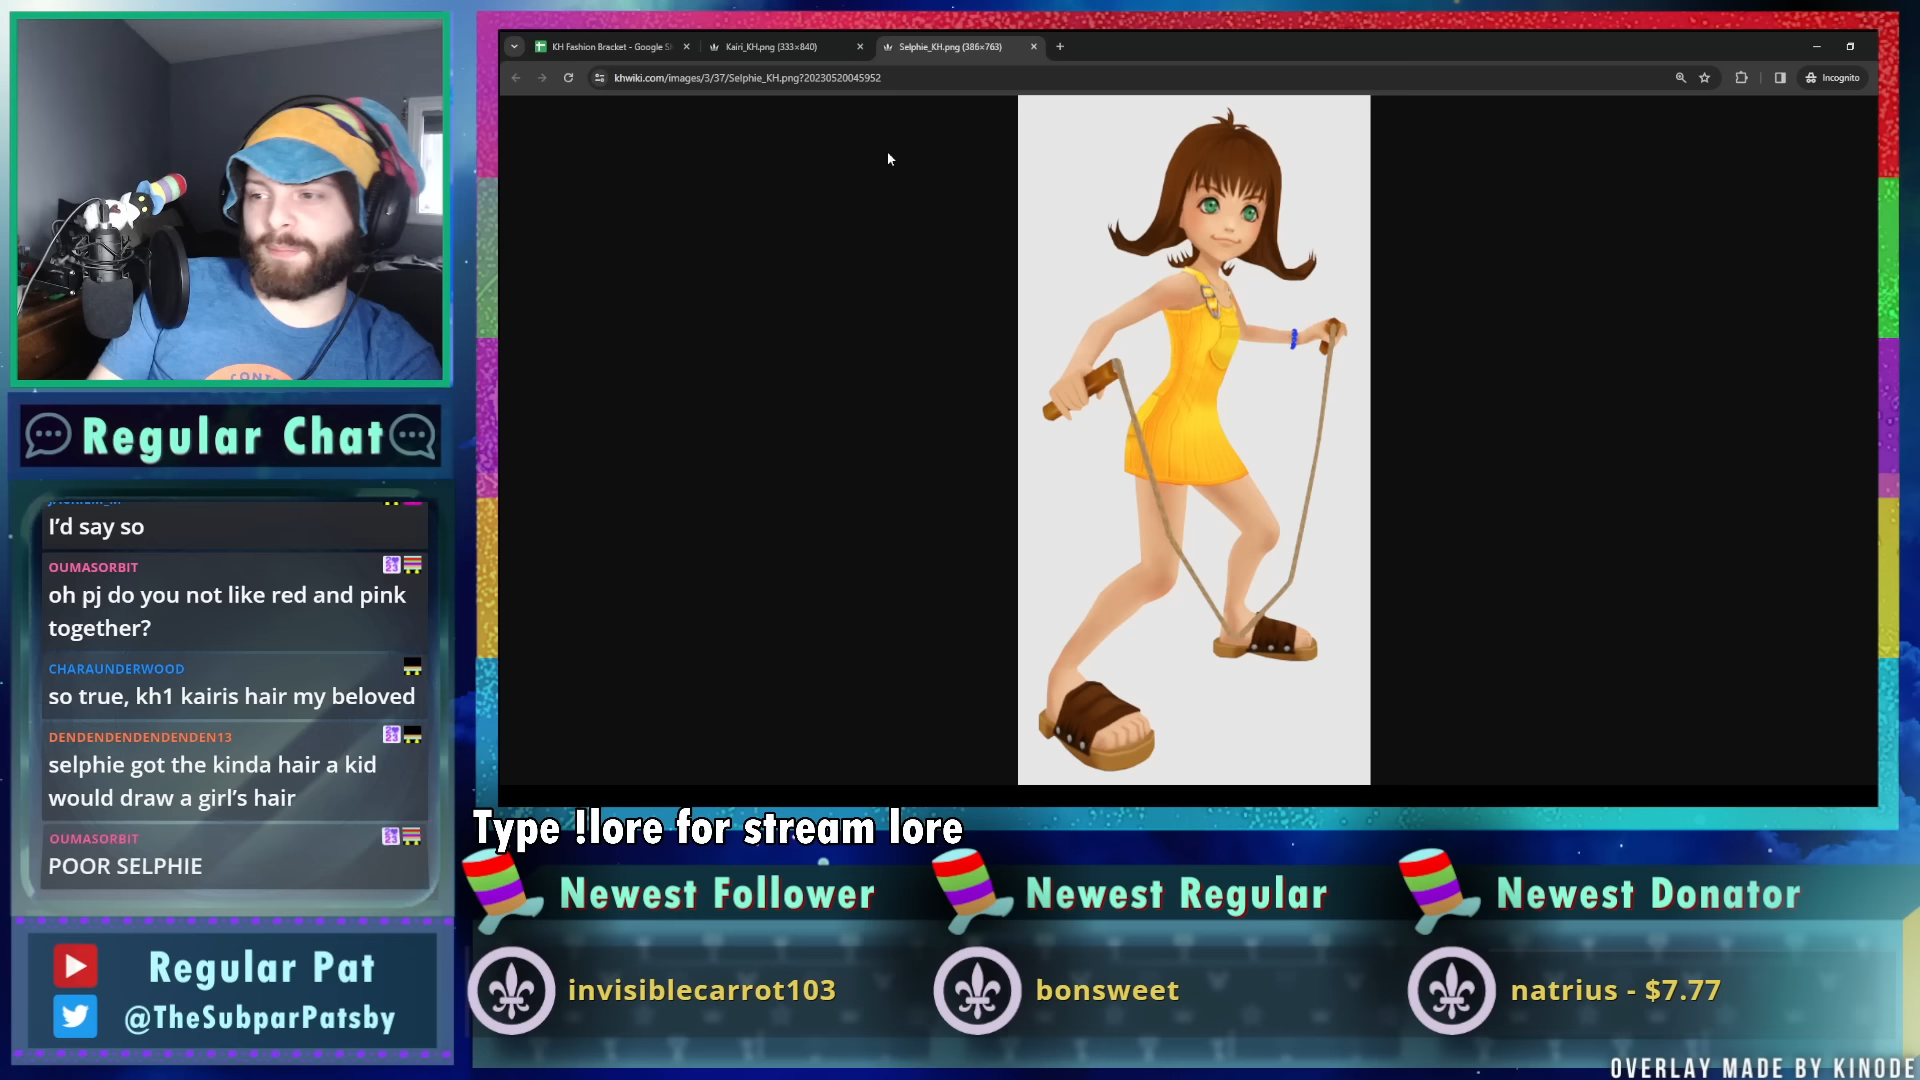 KH Fashion Bracket - Google S
Kairi_KH.png (333×840)
Selphie_KH.png (386×763)
khwiki.com/images/3/37/Selphie_KH.png?20230520045952
Incognito
CONT
Regular Chat
I'd say so
OUMASORBIT
oh pj do you not like red and pink
together?
CHARAUNDERWOOD
so true, kh1 kairis hair my beloved
DENDENDENDENDENDEN13
selphie got the kinda hair a kid
would draw a girl's hair
OUMASORBIT
POOR SELPHIE
Regular Pat
@TheSubparPatsby
Type !lore for stream lore
Newest Follower
invisiblecarrot103
Newest Regular
bonsweet
Newest Donator
natrius - $7.77
OVERLAY MADE BY KINODE